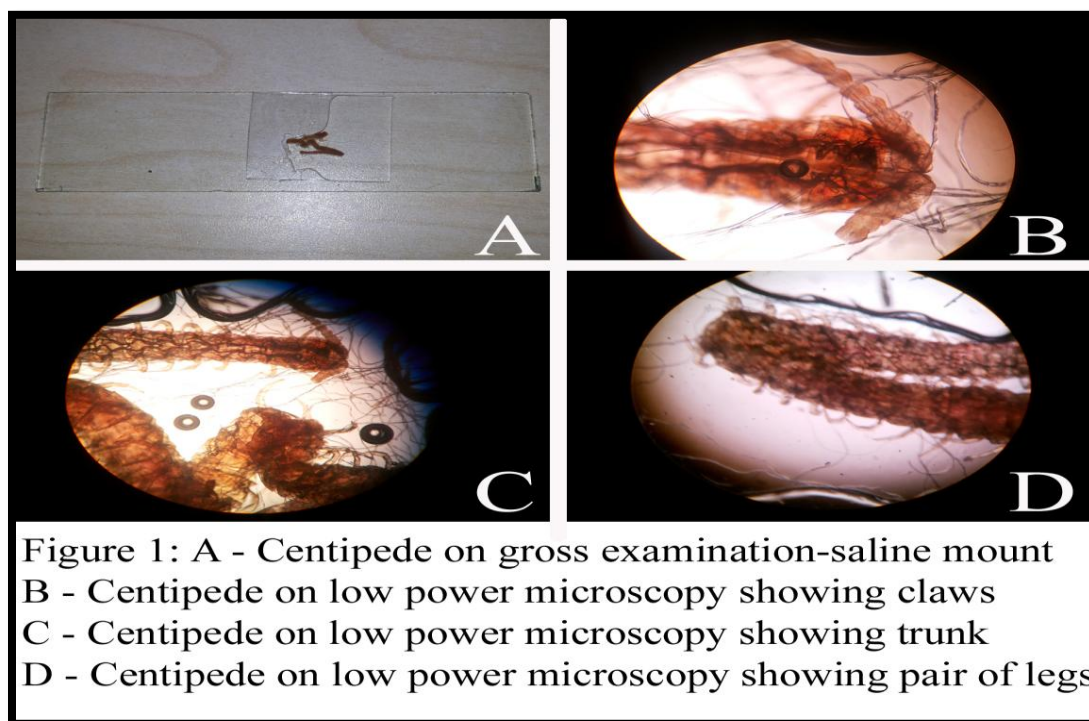 A
B
C
D
Figure 1: A - Centipede on gross examination-saline mount
B - Centipede on low power microscopy showing claws
C - Centipede on low power microscopy showing trunk
D - Centipede on low power microscopy showing pair of legs